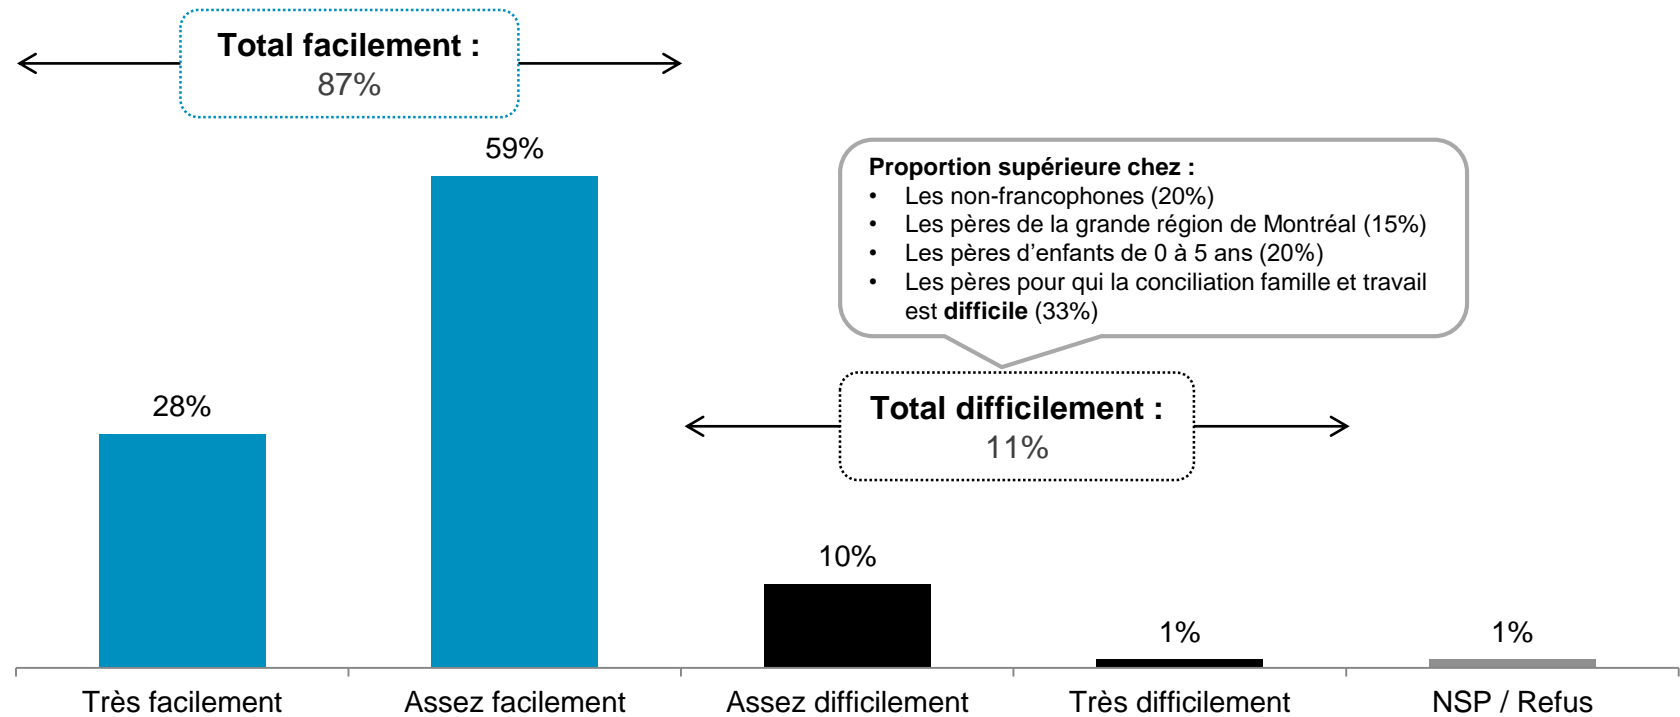 Total facilement :
87%
59%
Proportion supérieure chez :
• Les non-francophones (20%)
• Les pères de la grande région de Montréal (15%)
• Les pères d’enfants de 0 à 5 ans (20%)
• Les pères pour qui la conciliation famille et travail
est difficile (33%)
28%
Total difficilement :
11%
10%
1%
1%
Très facilement
Assez facilement
Assez difficilement
Très difficilement
NSP / Refus